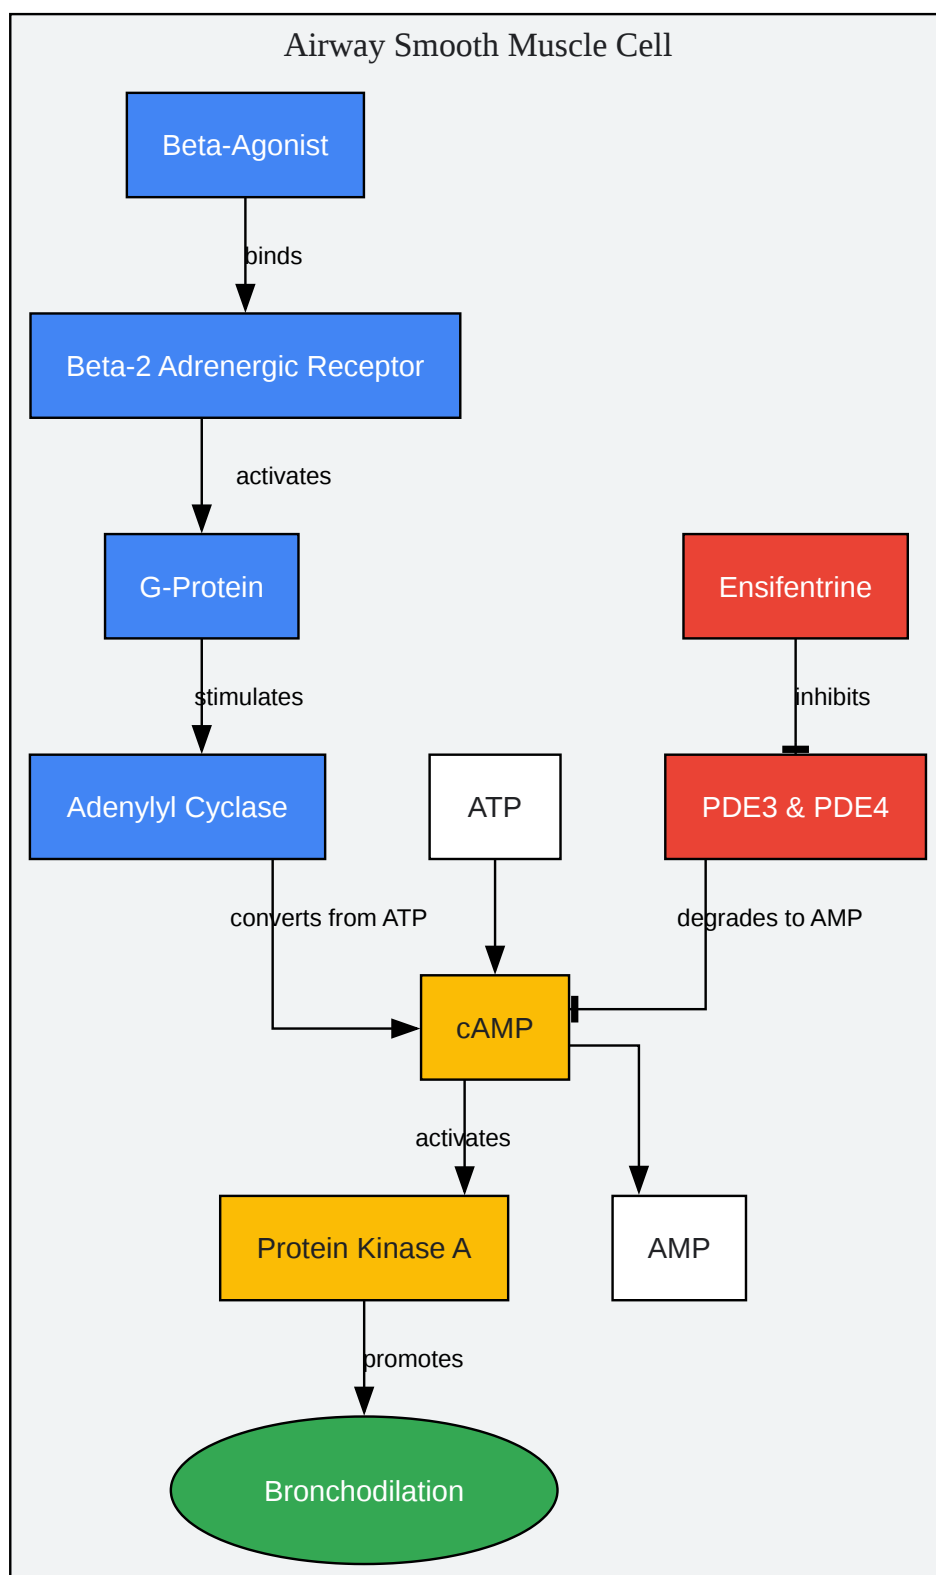 Airway Smooth Muscle Cell
Beta-Agonist
binds
Beta-2 Adrenergic Receptor
activates
G-Protein
Ensifentrine
stimulates
inhibits
Adenylyl Cyclase
ATP
PDE3 & PDE4
converts from ATP
degrades to AMP
cAMP
activates
Protein Kinase A
AMP
promotes
Bronchodilation